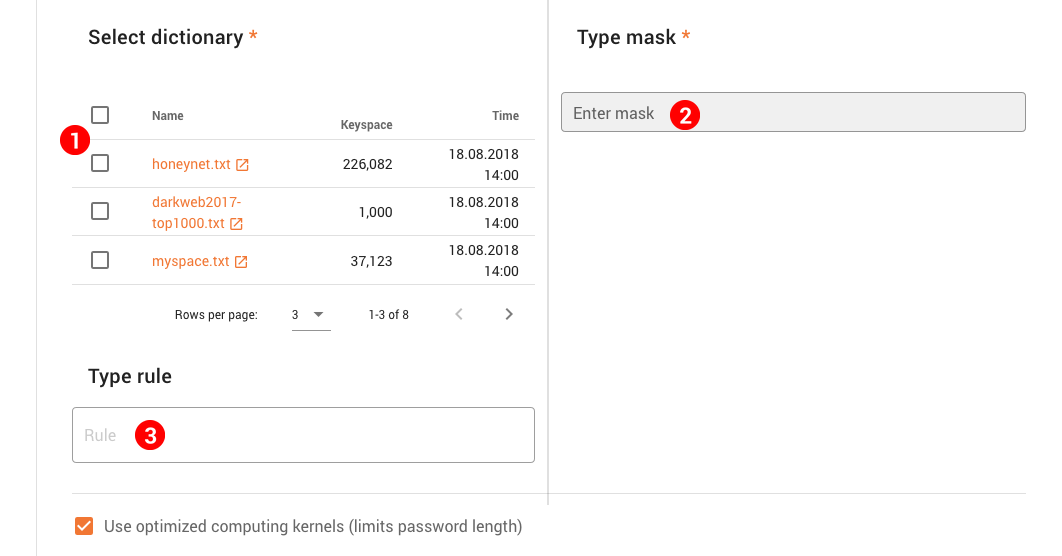 Select dictionary *
Name Keyspace Time
1
honeynet.txt 226,082 18.08.2018
14:00
darkweb2017-
top1000.txt 1,000 18.08.2018
14:00
myspace.txt 37,123 18.08.2018
14:00
Rows per page: 3 1-3 of 8
Type rule
Rule 3
Type mask *
Enter mask 2
Use optimized computing kernels (limits password length)